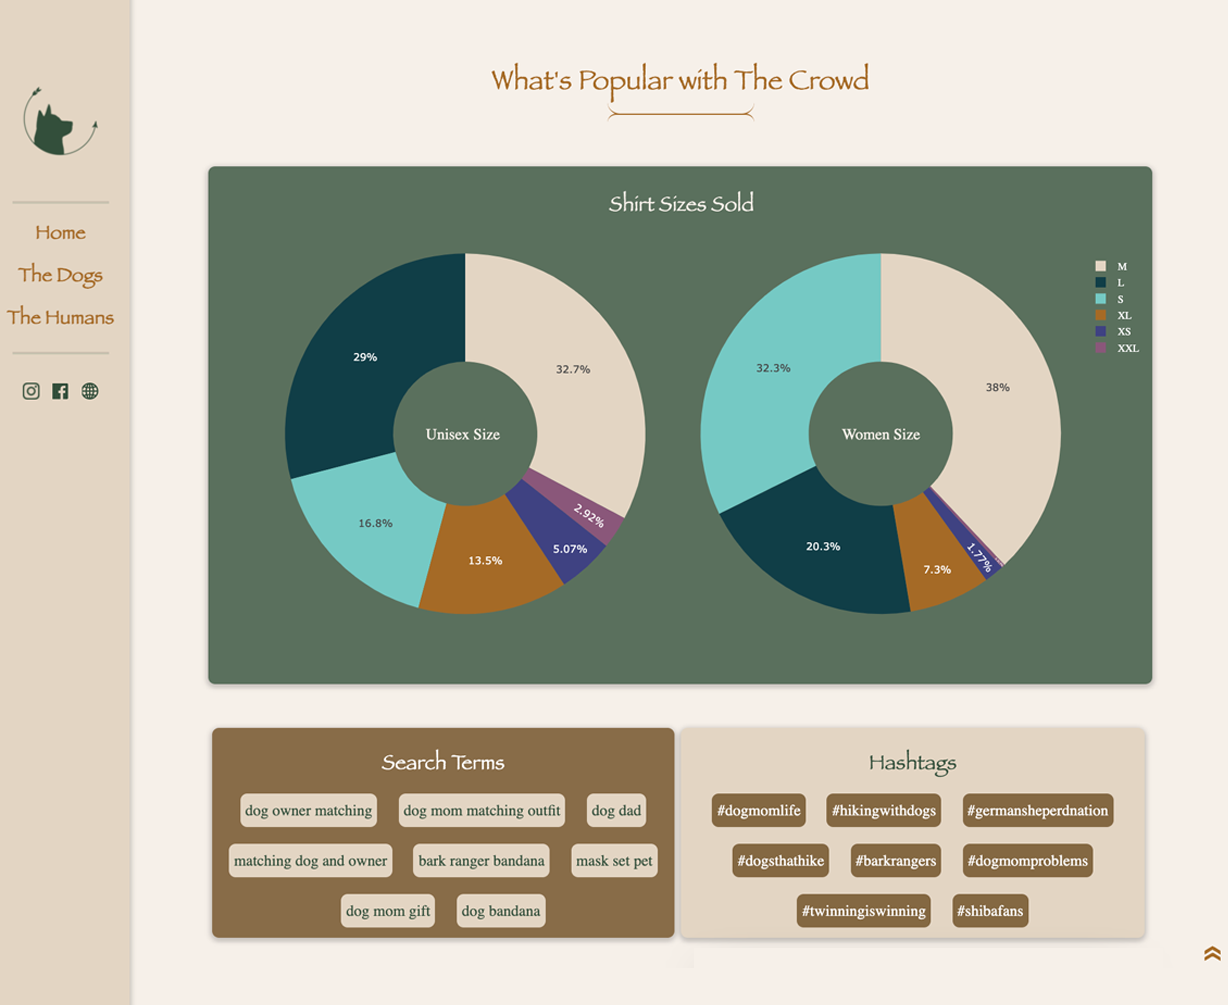 What's Popular with The Crowd
Home
The Dogs
The Humans
Shirt Sizes Sold
M
L
S
XL
XS
XXL
29%
32.7%
Unisex Size
16.8%
13.5%
5.07%
2.92%
32.3%
38%
Women Size
20.3%
7.3%
1.77%
Search Terms
dog owner matching dog mom matching outfit dog dad
matching dog and owner bark ranger bandana mask set pet
dog mom gift dog bandana
Hashtags
#dogmomlife #hikingwithdogs #germansheperdnation
#dogsthathike #barkrangers #dogmomproblems
#twinningiswinning #shibafans